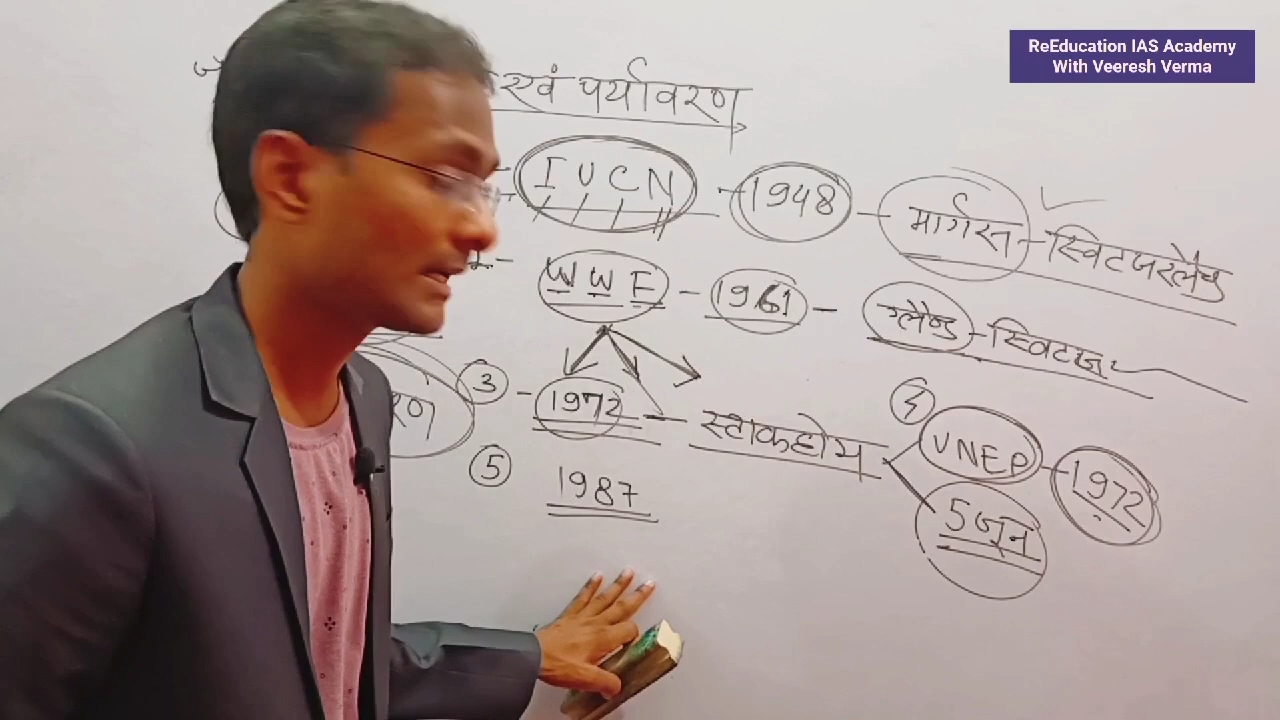 ReEducation IAS Academy
With Veeresh Verma
एवं पर्यावरण
IUCN - 1948 - मार्गस्त - स्विटजरलैण्ड
WWF - 1961 - ग्लैण्ड - स्विटज
③ - 1972 - स्टाकहोम
④ UNEP - 1972
5 जून
⑤ 1987